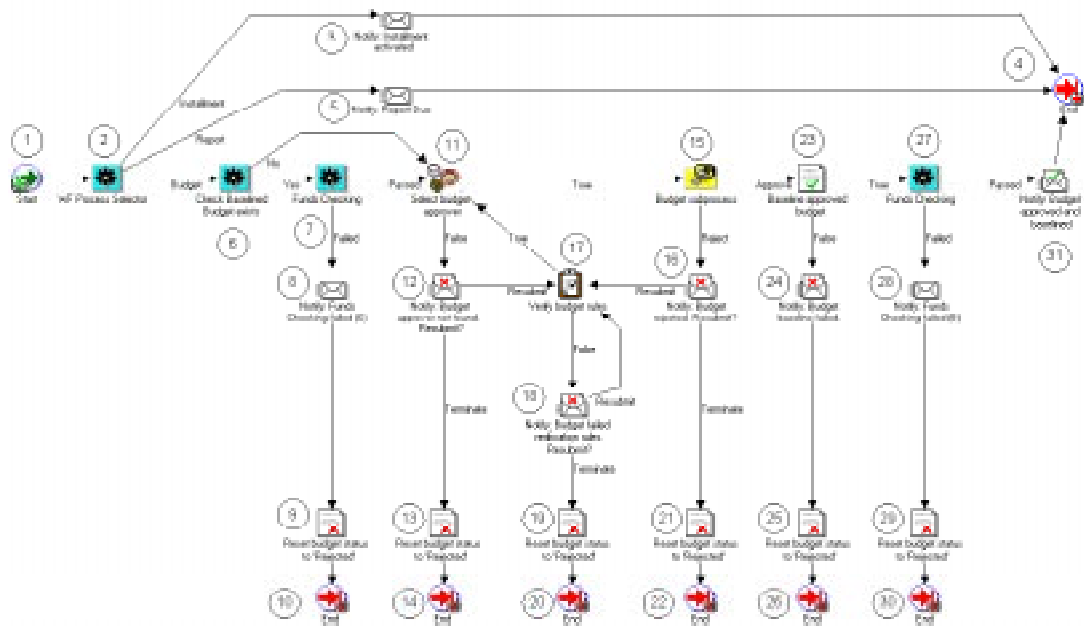 3
Notify: Installment
activated
4
End
Installment
5
Notify: Report Due
Report
1
Start
2
WF Process Selector
No
Budget
Check Baselined
Budget exists
6
Yes
Funds Checking
7
Failed
8
Notify: Funds
Checking failed
11
Passed
Select budget
approver
False
True
12
Notify: Budget
approver not found.
Resubmit?
Resubmit
17
Verify budget rules
False
True
15
Budget subprocess
Reject
16
Notify: Budget
rejected. Resubmit?
Resubmit
23
Approve
Baseline approved
budget
False
24
Notify: Budget
baseline failed.
27
True
Funds Checking
Failed
28
Notify: Funds
Checking failed
Passed
Notify: Budget
approved and
baselined
31
18
Resubmit
Notify: Budget failed
verification rules.
Resubmit?
Terminate
Terminate
Terminate
9
Reset budget status
to 'Rejected'
13
Reset budget status
to 'Rejected'
19
Reset budget status
to 'Rejected'
21
Reset budget status
to 'Rejected'
25
Reset budget status
to 'Rejected'
29
Reset budget status
to 'Rejected'
10
End
14
End
20
End
22
End
26
End
30
End